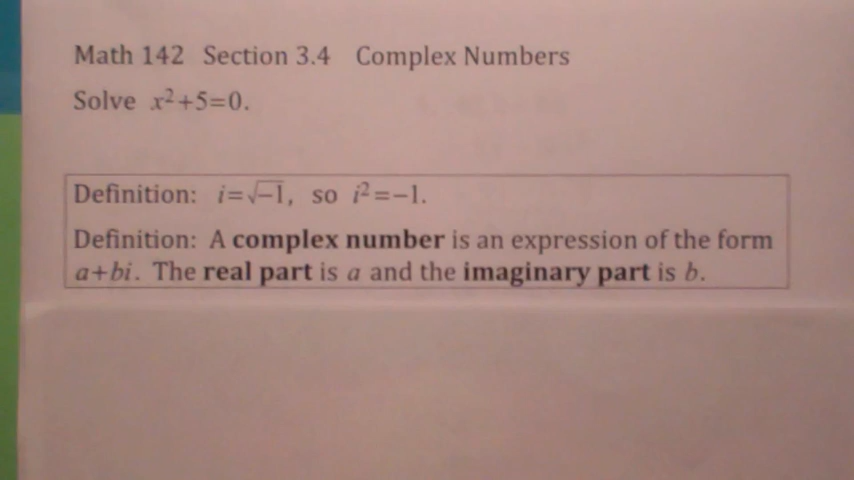 Math 142 Section 3.4 Complex Numbers
Solve x²+5=0.
Definition: i=√−1, so i²=−1.
Definition: A complex number is an expression of the form
a+bi. The real part is a and the imaginary part is b.